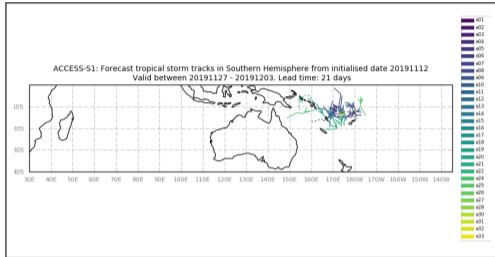 ACCESS-S1: Forecast tropical storm tracks in Southern Hemisphere from initialised date 20191112
Valid between 20191127 - 20191203. Lead time: 21 days
10S
20S
30S
40S
30E 40E 50E 60E 70E 80E 90E 100E 110E 120E 130E 140E 150E 160E 170E 180W 170W 160W 150W 140W
e01
e02
e03
e04
e05
e06
e07
e08
e09
e10
e11
e12
e13
e14
e15
e16
e17
e18
e19
e20
e21
e22
e24
e25
e26
e27
e28
e30
e31
e32
e33